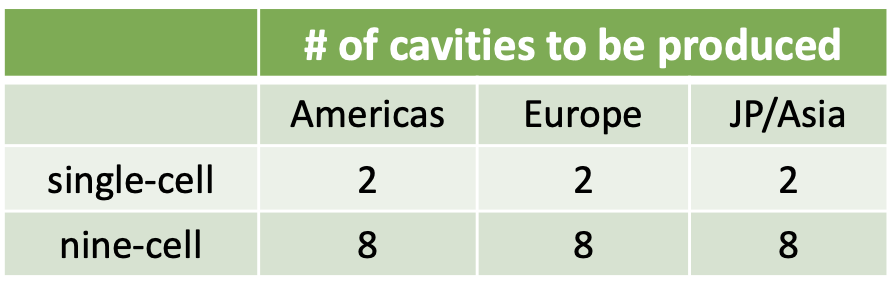 # of cavities to be produced
Americas Europe JP/Asia
single-cell 2 2 2
nine-cell 8 8 8